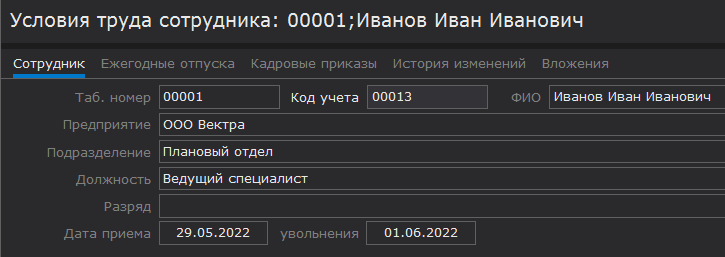 Условия труда сотрудника: 00001;Иванов Иван Иванович
Сотрудник Ежегодные отпуска Кадровые приказы История изменений Вложения
Таб. номер 00001 Код учета 00013 ФИО Иванов Иван Иванович
Предприятие ООО Вектра
Подразделение Плановый отдел
Должность Ведущий специалист
Разряд
Дата приема 29.05.2022 увольнения 01.06.2022